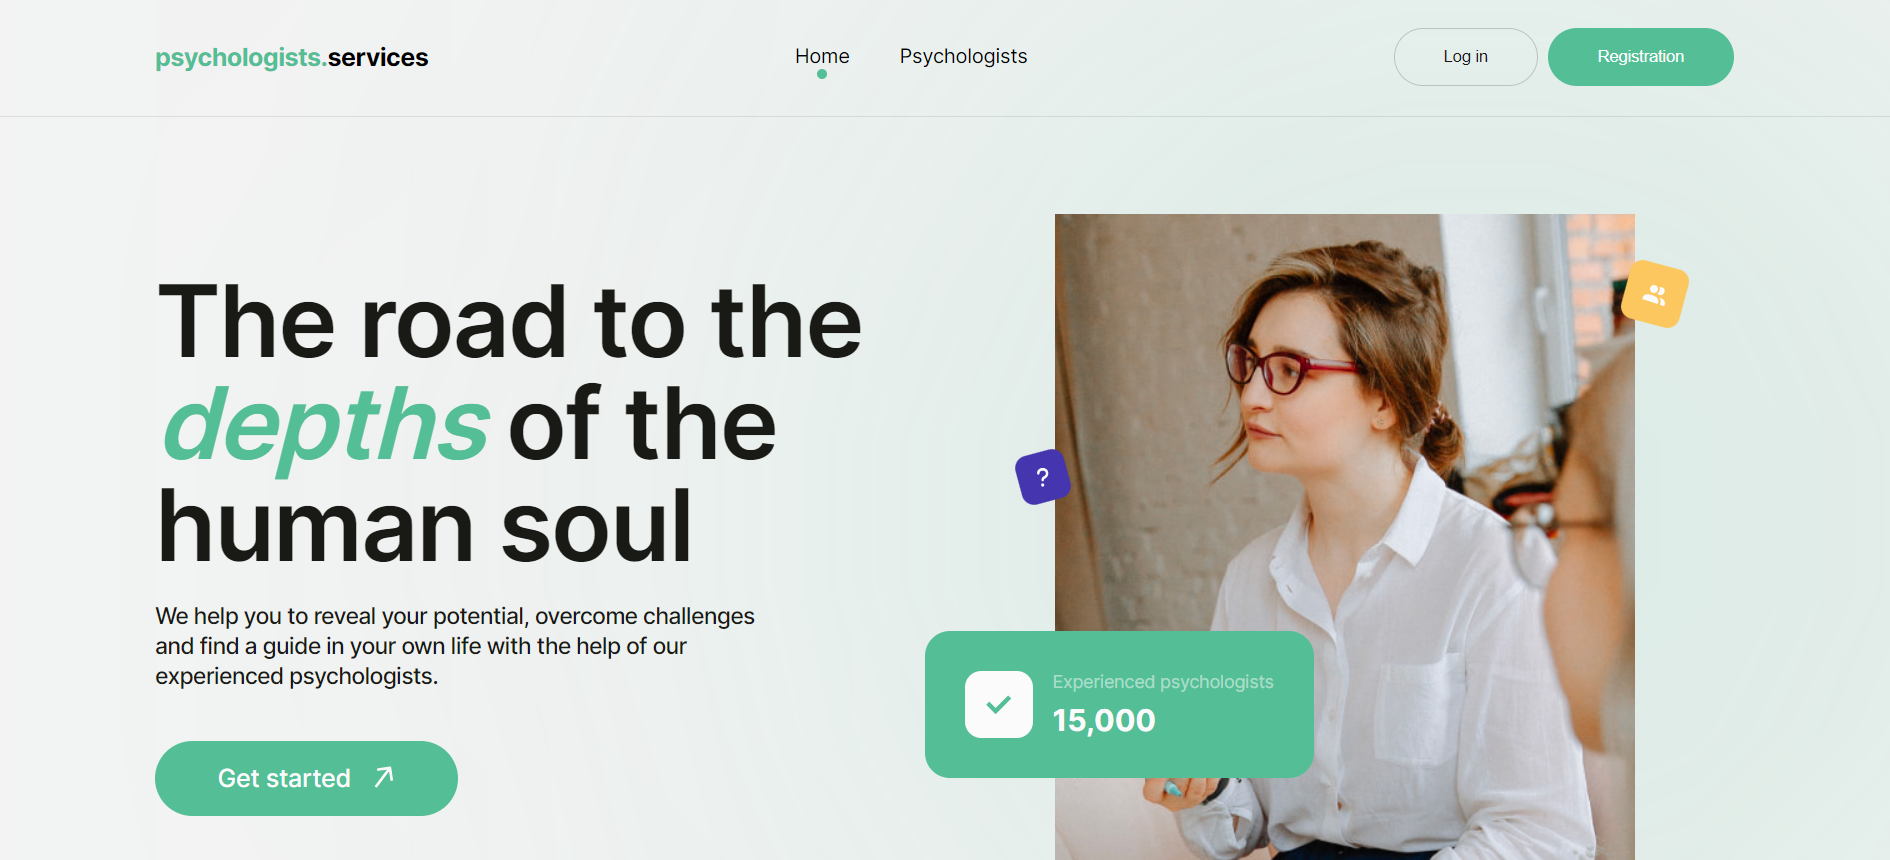 psychologists.services
Home
Psychologists
Log in
Registration
The road to the
depths of the
human soul
We help you to reveal your potential, overcome challenges
and find a guide in your own life with the help of our
experienced psychologists.
Get started
?
Experienced psychologists
15,000